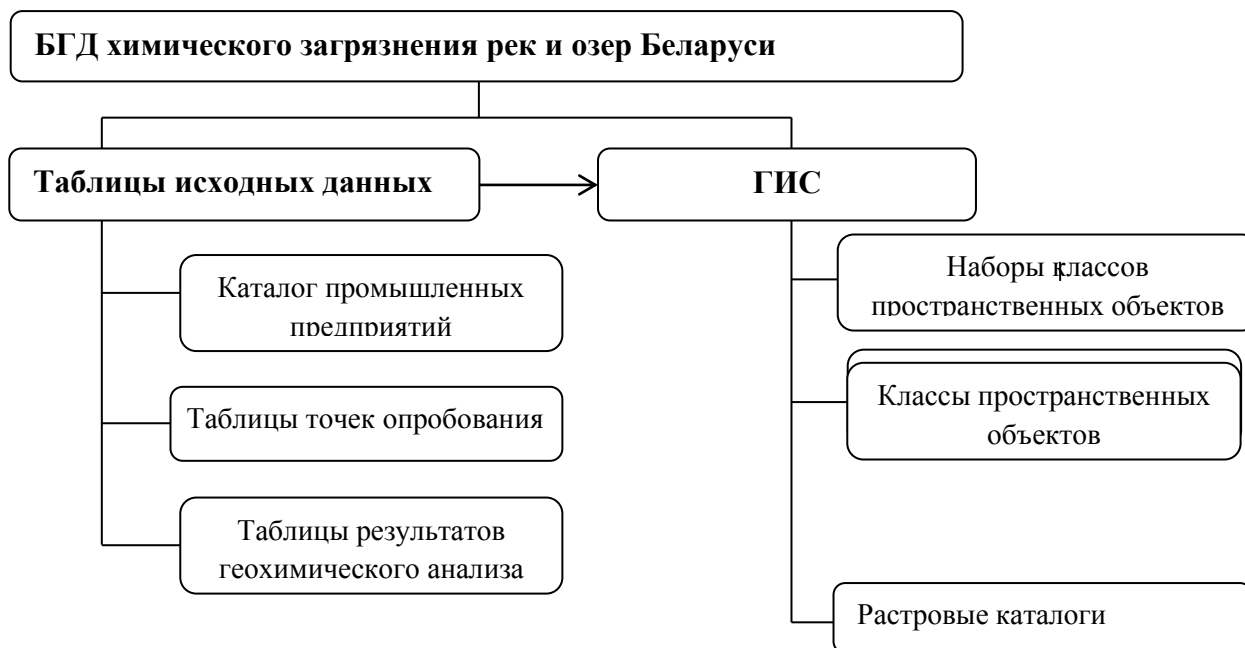 БГД химического загрязнения рек и озер Беларуси
Таблицы исходных данных
ГИС
Каталог промышленных
предприятий
Таблицы точек опробования
Таблицы результатов
геохимического анализа
Наборы классов
пространственных объектов
Классы пространственных
объектов
Растровые каталоги